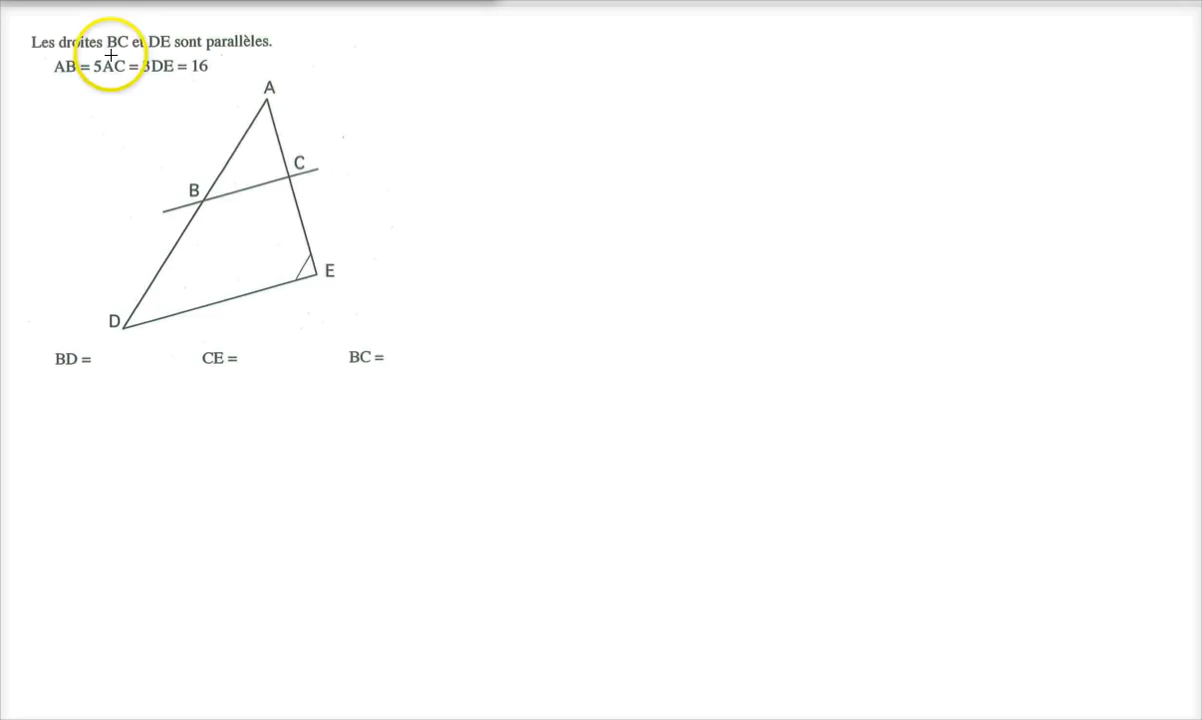 Les droites BC et DE sont parallèles.
AB = 5AC = 3DE = 16
A
C
B
E
D
BD = CE = BC =